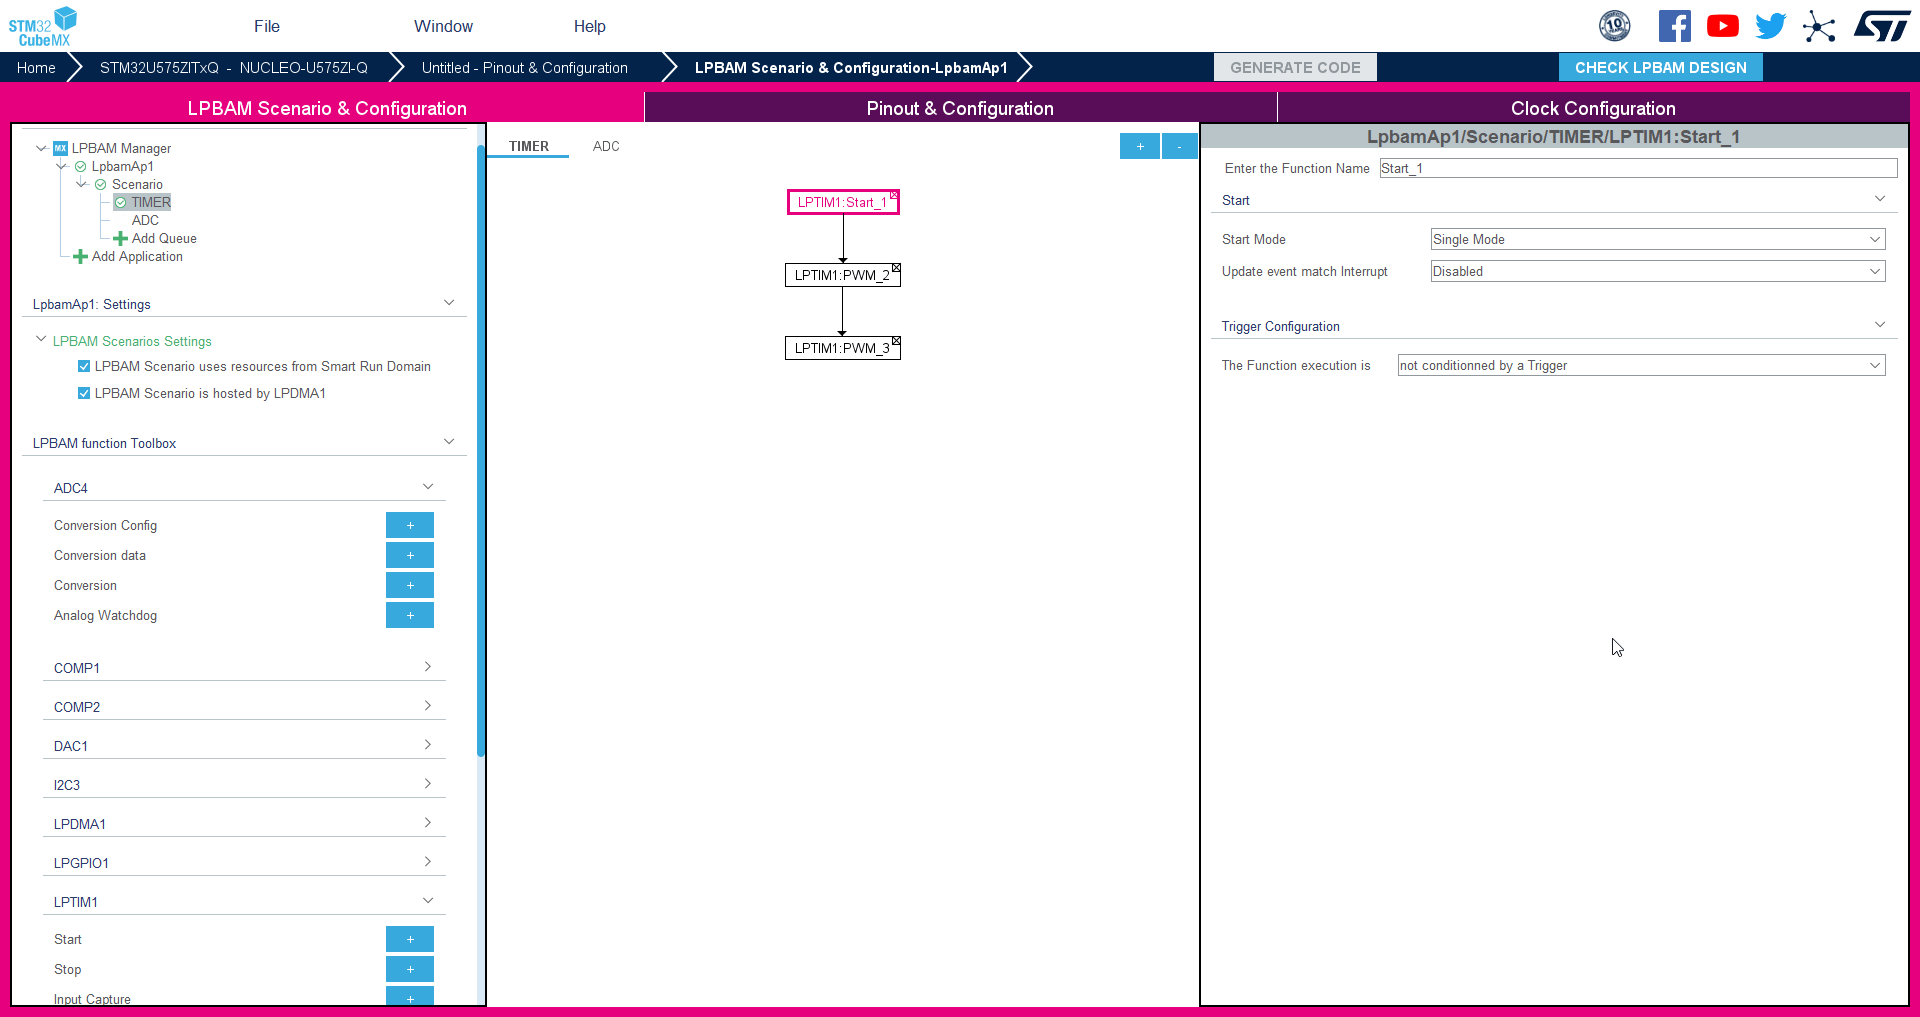 STM32
CubeMX
File
Window
Help
10
Home
STM32U575ZITxQ - NUCLEO-U575ZI-Q
Untitled - Pinout & Configuration
LPBAM Scenario & Configuration-LpbamAp1
GENERATE CODE
CHECK LPBAM DESIGN
LPBAM Scenario & Configuration
Pinout & Configuration
Clock Configuration
MX LPBAM Manager
LpbamAp1
Scenario
TIMER
ADC
Add Queue
Add Application
LpbamAp1: Settings
LPBAM Scenarios Settings
LPBAM Scenario uses resources from Smart Run Domain
LPBAM Scenario is hosted by LPDMA1
LPBAM function Toolbox
ADC4
Conversion Config +
Conversion data +
Conversion +
Analog Watchdog +
COMP1
COMP2
DAC1
I2C3
LPDMA1
LPGPIO1
LPTIM1
Start +
Stop +
Input Capture +
TIMER
ADC
+ -
LPTIM1:Start_1
LPTIM1:PWM_2
LPTIM1:PWM_3
LpbamAp1/Scenario/TIMER/LPTIM1:Start_1
Enter the Function Name Start_1
Start
Start Mode Single Mode
Update event match Interrupt Disabled
Trigger Configuration
The Function execution is not conditionned by a Trigger